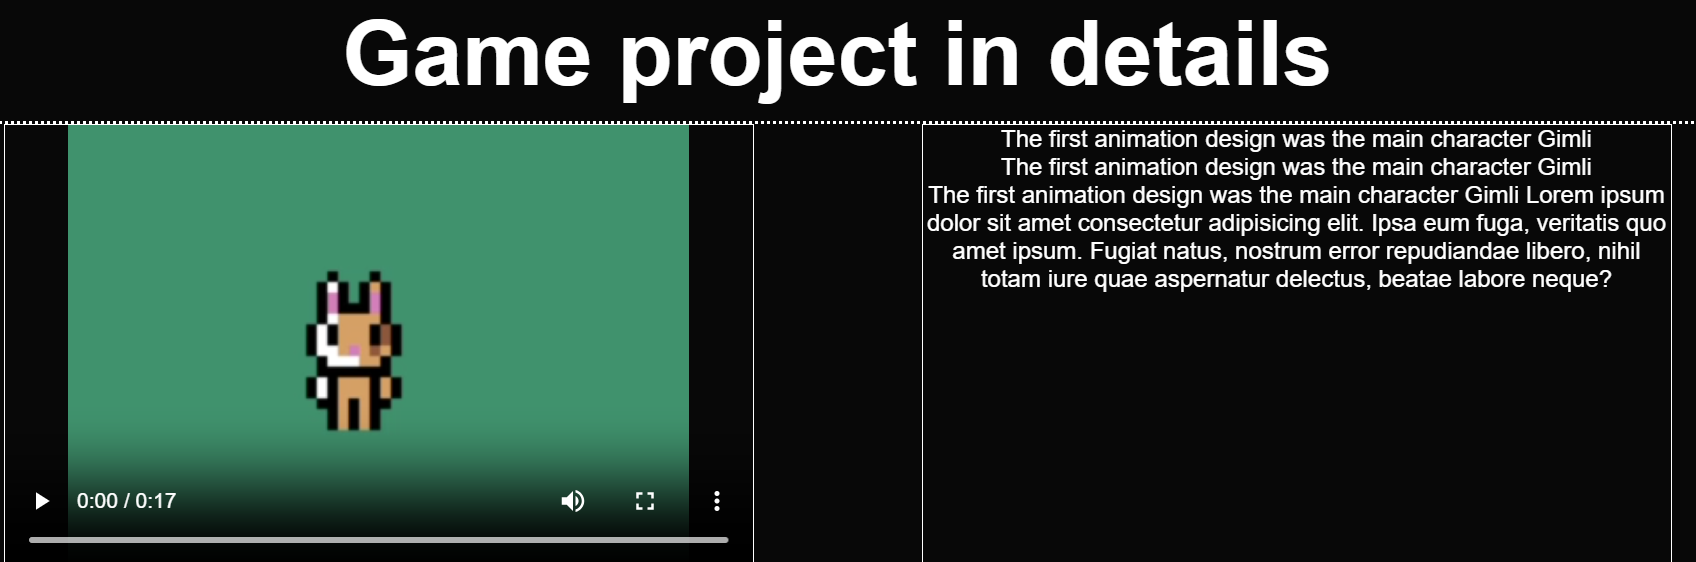 Game project in details
0:00 / 0:17
The first animation design was the main character Gimli
The first animation design was the main character Gimli
The first animation design was the main character Gimli Lorem ipsum
dolor sit amet consectetur adipisicing elit. Ipsa eum fuga, veritatis quo
amet ipsum. Fugiat natus, nostrum error repudiandae libero, nihil
totam iure quae aspernatur delectus, beatae labore neque?